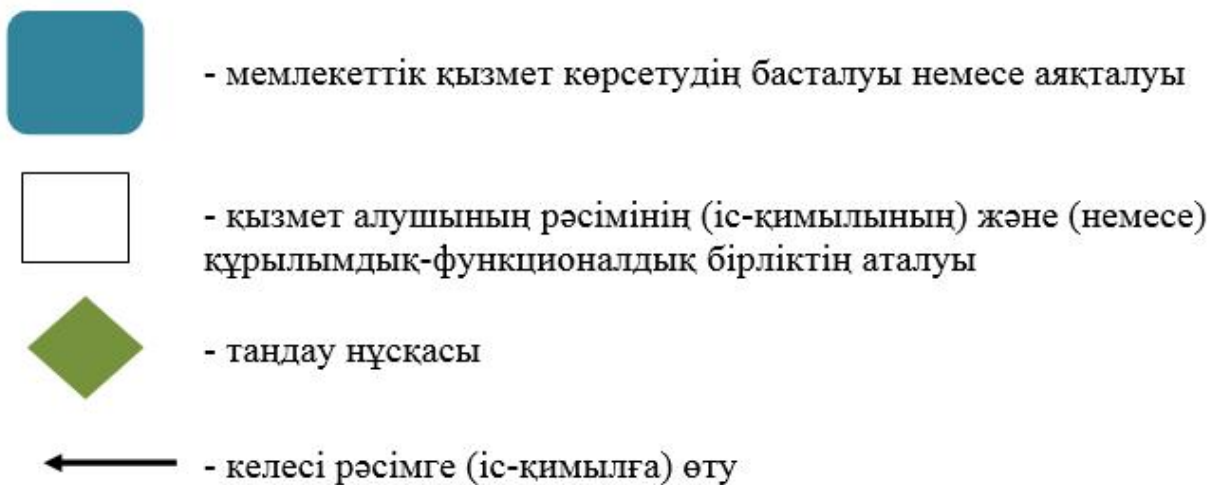 - мемлекеттік қызмет көрсетудің басталуы немесе аяқталуы
- қызмет алушының рәсімінің (іс-қимылының) және (немесе)
құрылымдық-функционалдық бірліктің аталуы
- таңдау нұсқасы
- келесі рәсімге (іс-қимылға) өту